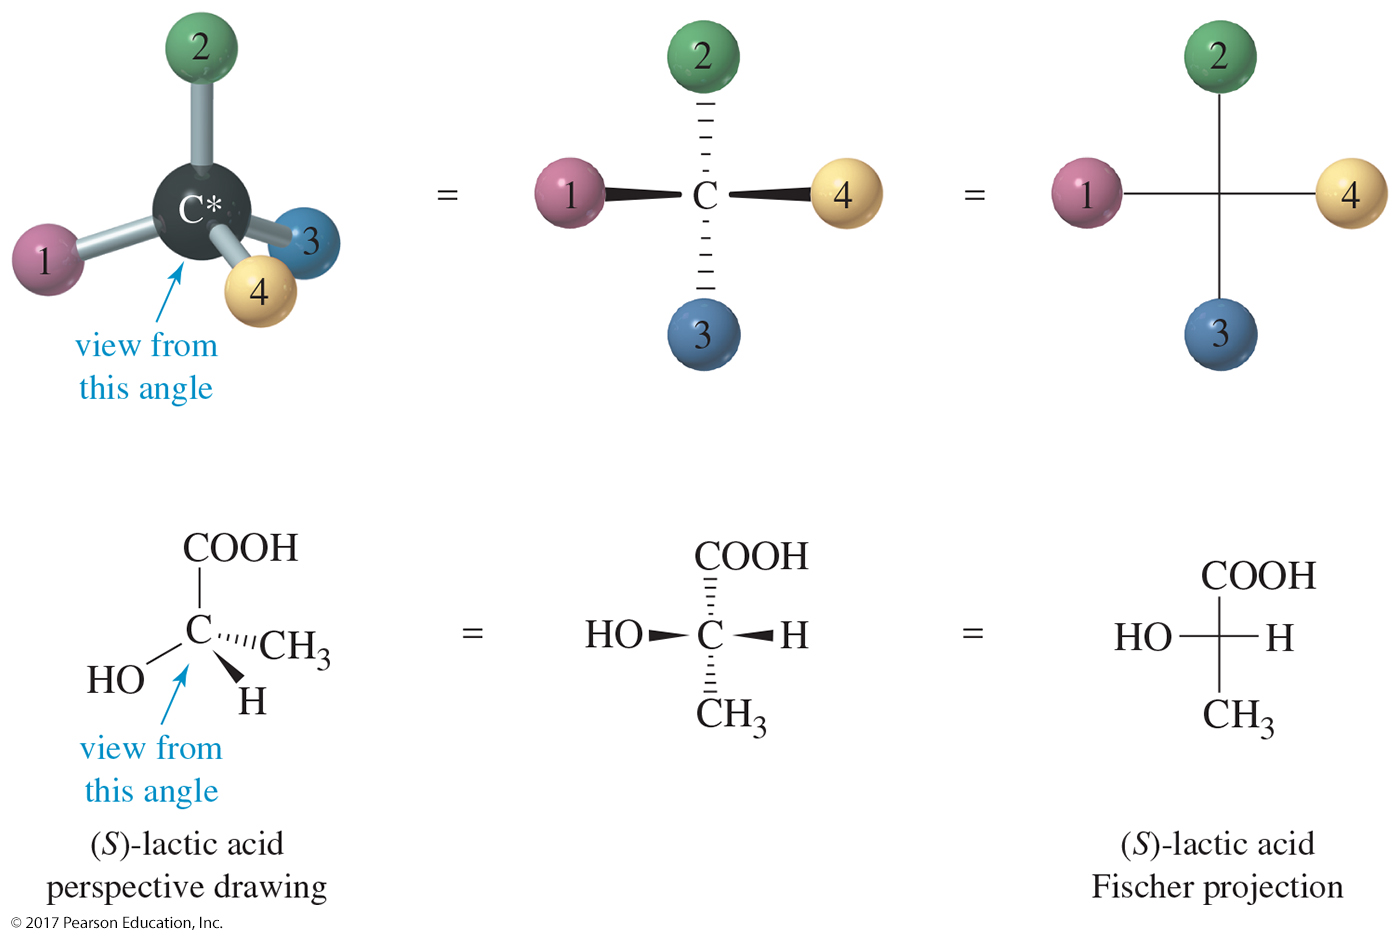 2
1
C*
3
4
view from
this angle
=
2
1
C
4
3
=
2
1
4
3
COOH
C
CH₃
HO
H
view from
this angle
(S)-lactic acid
perspective drawing
=
COOH
HO C H
CH₃
=
COOH
HO H
CH₃
(S)-lactic acid
Fischer projection
© 2017 Pearson Education, Inc.